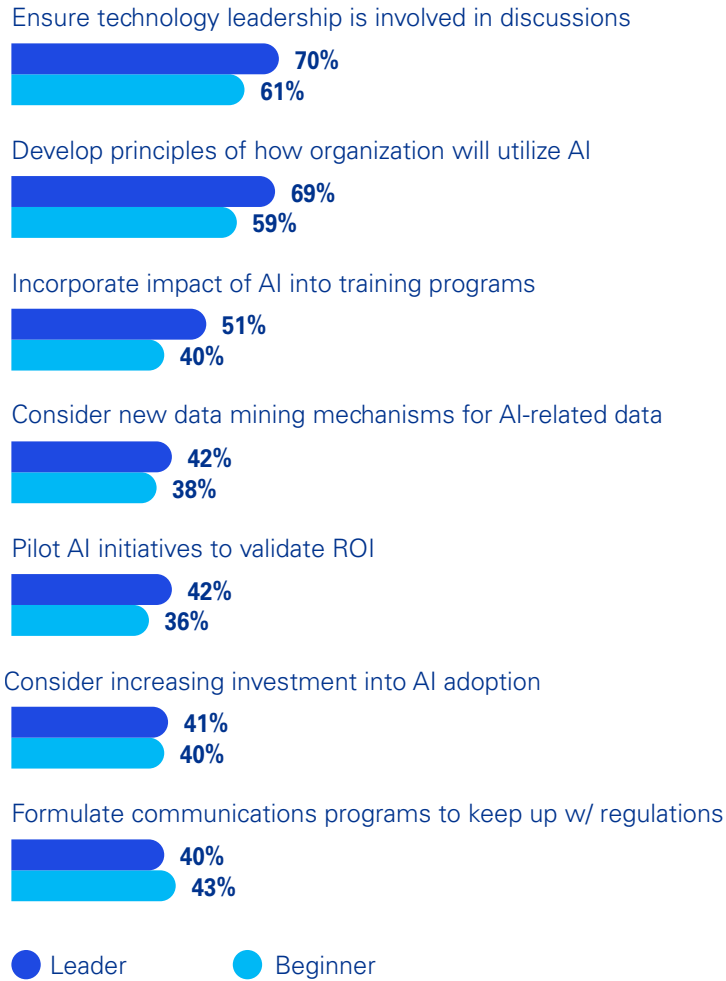 Ensure technology leadership is involved in discussions
70%
61%
Develop principles of how organization will utilize AI
69%
59%
Incorporate impact of AI into training programs
51%
40%
Consider new data mining mechanisms for AI-related data
42%
38%
Pilot AI initiatives to validate ROI
42%
36%
Consider increasing investment into AI adoption
41%
40%
Formulate communications programs to keep up w/ regulations
40%
43%
Leader Beginner